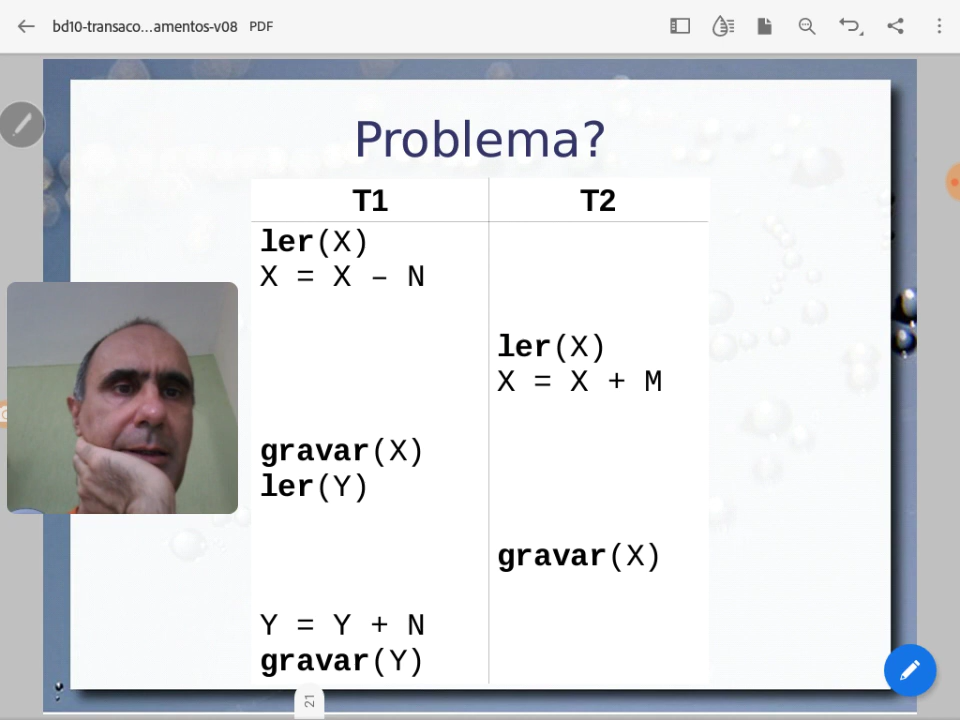 bd10-transaco...amentos-v08 PDF
Problema?
T1 T2
ler(X)
X = X – N
ler(X)
X = X + M
gravar(X)
ler(Y)
gravar(X)
Y = Y + N
gravar(Y)
21